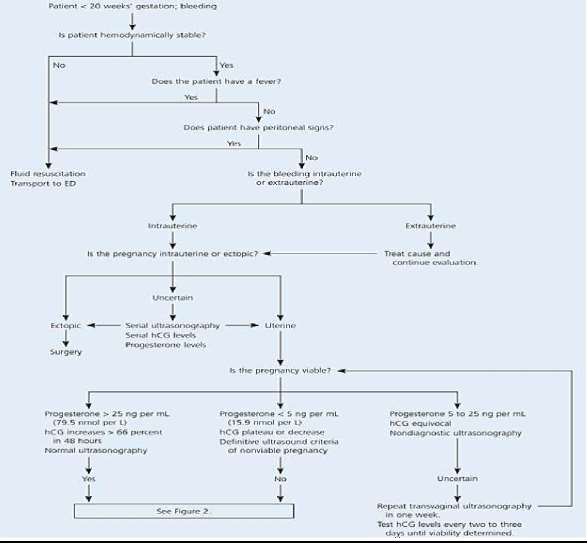 Patient < 20 weeks' gestation; bleeding
Is patient hemodynamically stable?
No
Yes
Does the patient have a fever?
Yes
No
Does patient have peritoneal signs?
Yes
No
Fluid resuscitation
Transport to ED
Is the bleeding intrauterine
or extrauterine?
Intrauterine
Extrauterine
Is the pregnancy intrauterine or ectopic?
Treat cause and
continue evaluation.
Uncertain
Ectopic
Serial ultrasonography
Serial hCG levels
Progesterone levels
Uterine
Surgery
Is the pregnancy viable?
Progesterone > 25 ng per mL
(79.5 nmol per L)
hCG increases > 66 percent
in 48 hours
Normal ultrasonography
Progesterone < 5 ng per mL
(15.9 nmol per L)
hCG plateau or decrease
Definitive ultrasound criteria
of nonviable pregnancy
Progesterone 5 to 25 ng per mL
hCG equivocal
Nondiagnostic ultrasonography
Yes
No
Uncertain
See Figure 2.
Repeat transvaginal ultrasonography
in one week.
Test hCG levels every two to three
days until viability determined.